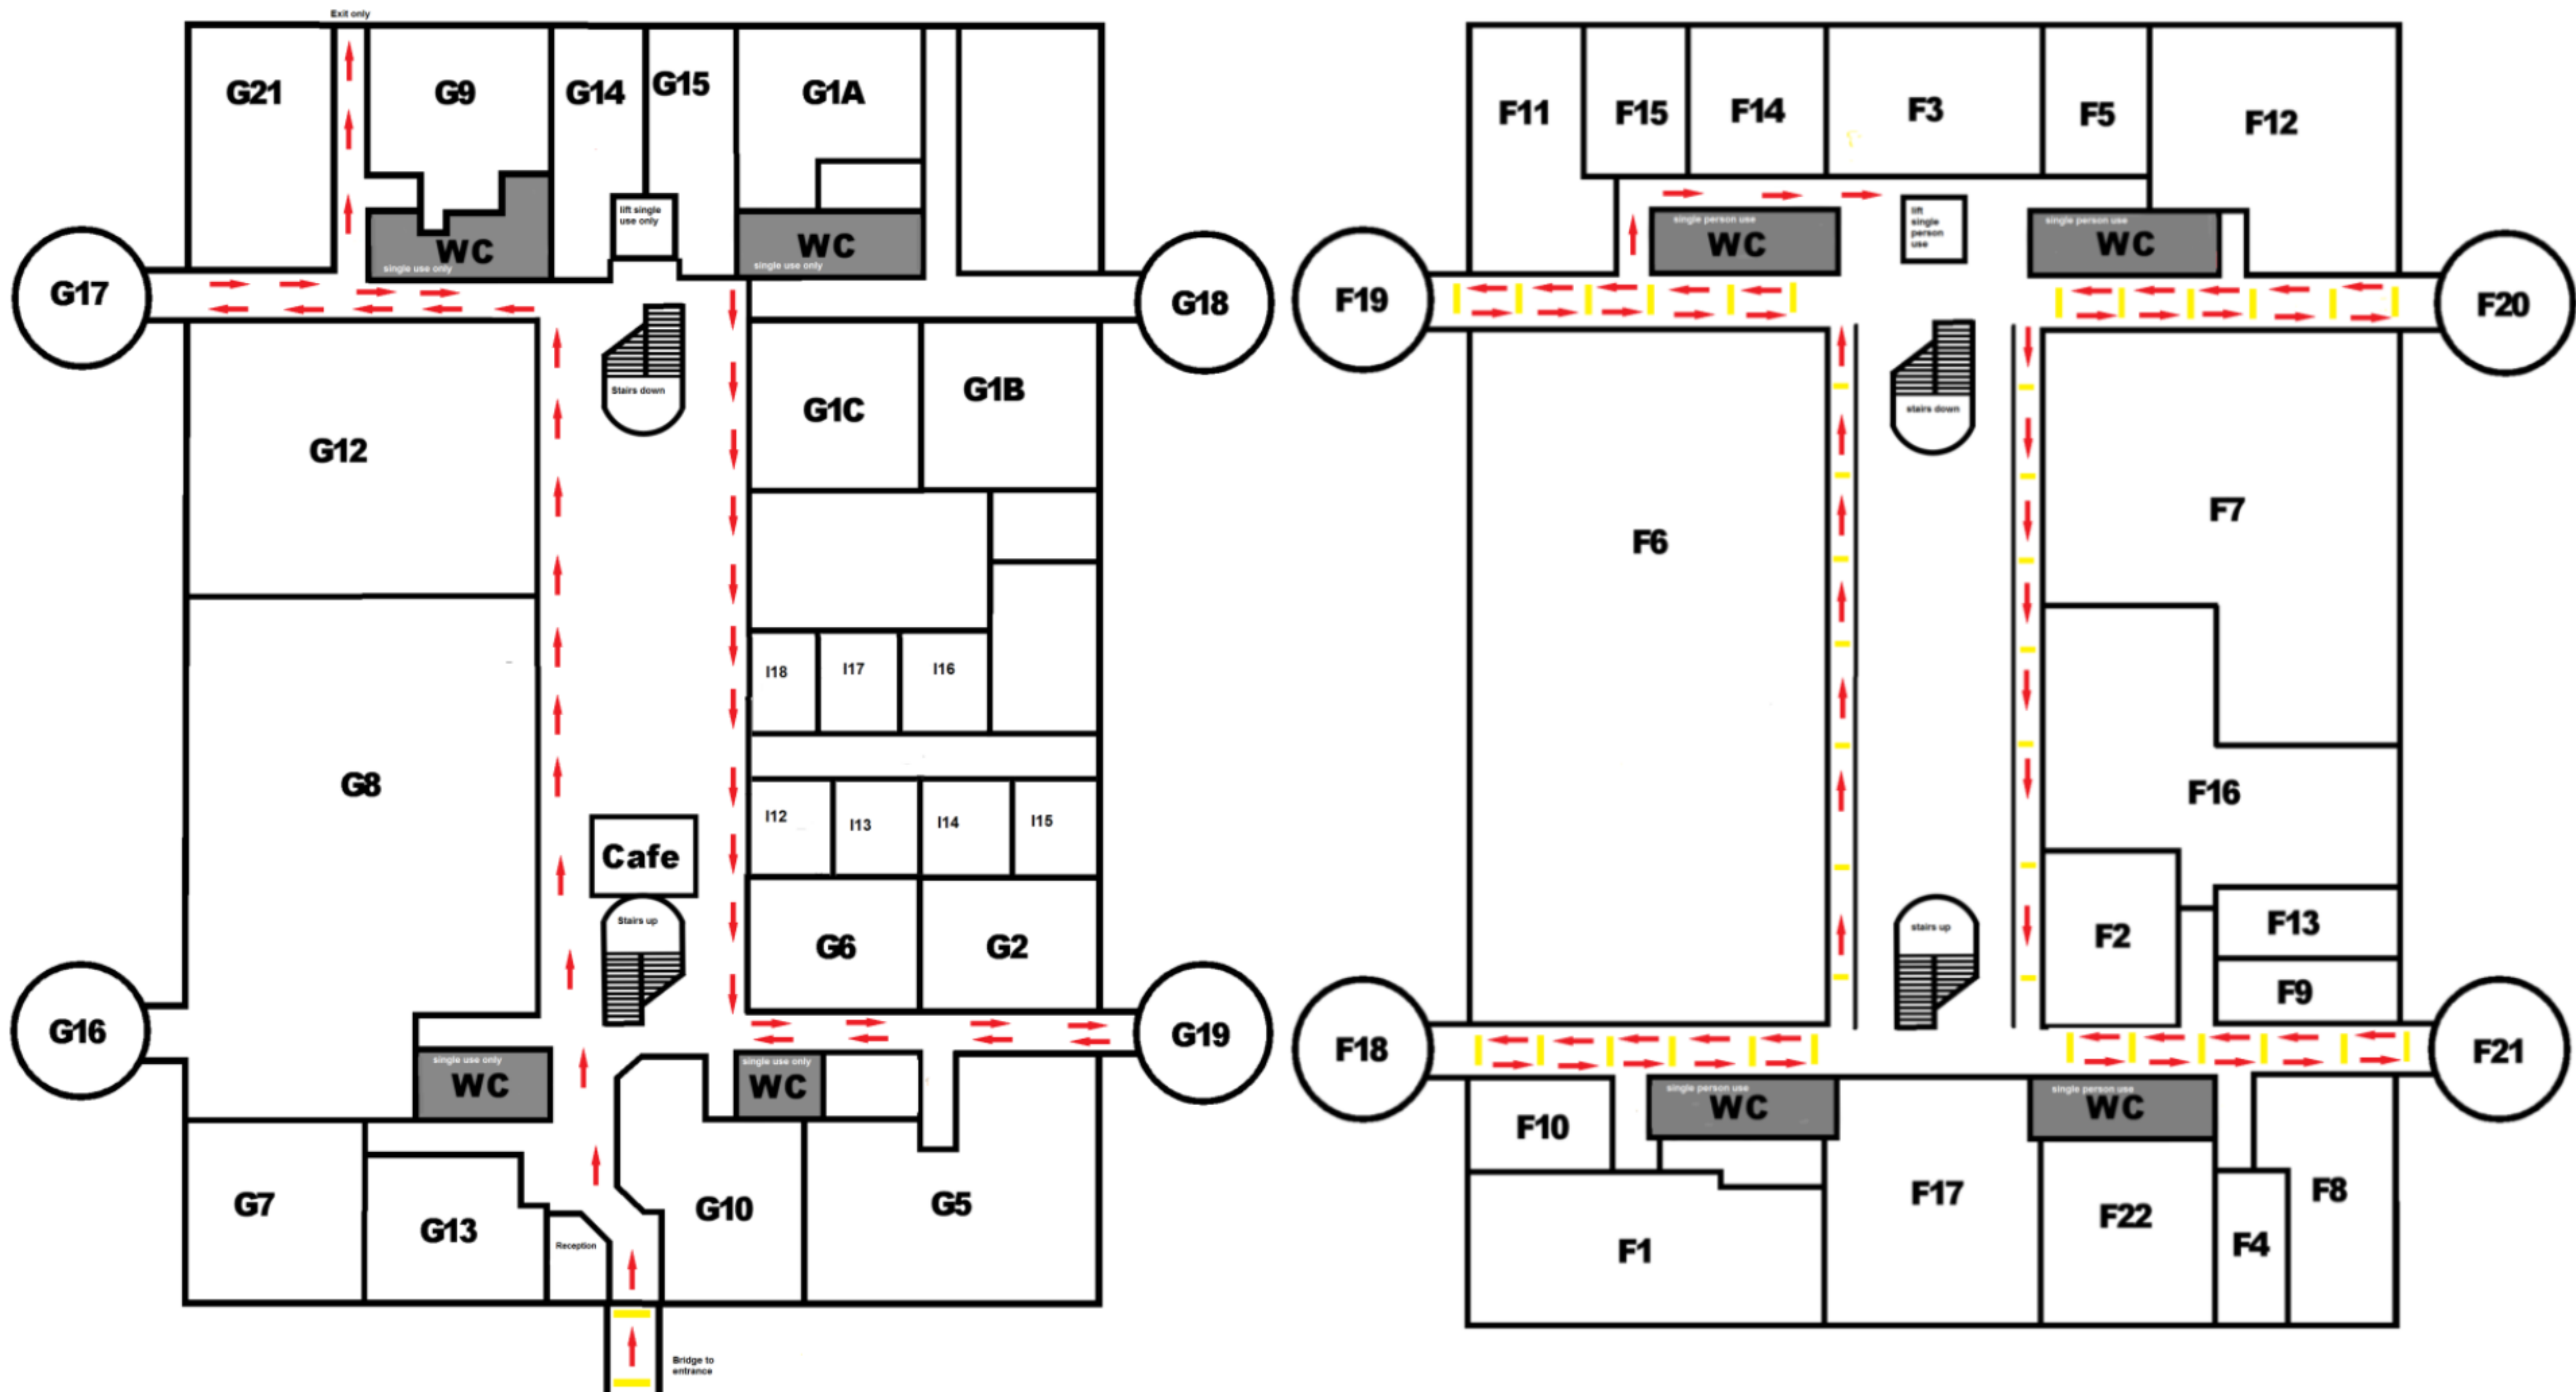 Exit only
G21
G9
G14
G15
G1A
lift single
use only
WC
single use only
WC
single use only
G17
G18
Stairs down
G12
G1C
G1B
I18
I17
I16
G8
I12
I13
I14
I15
Cafe
Stairs up
G6
G2
G16
G19
single use only
WC
single use only
WC
G7
G13
Reception
G10
G5
Bridge to
entrance
F11
F15
F14
F3
F5
F12
single person use
WC
lift
single
person
use
single person use
WC
F19
F20
stairs down
F6
F7
F16
stairs up
F2
F13
F9
F18
F21
single person use
WC
single person use
WC
F10
F17
F22
F8
F1
F4